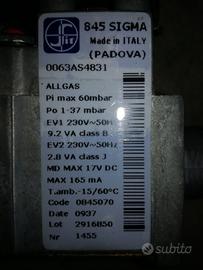 Sit 845 SIGMA
Made in ITALY
(PADOVA)
0063AS4831
ALLGAS
Pi max 60mbar
Po 1-37 mbar
EV1 230V~50H
9.2 VA class B
EV2 230V~50Hz
2.8 VA class J
MD MAX 17V DC
MAX 165 mA
T.amb.-15/60°C
Code 0845070
Date 0937
Lot 2916850
Nr 1455
subito